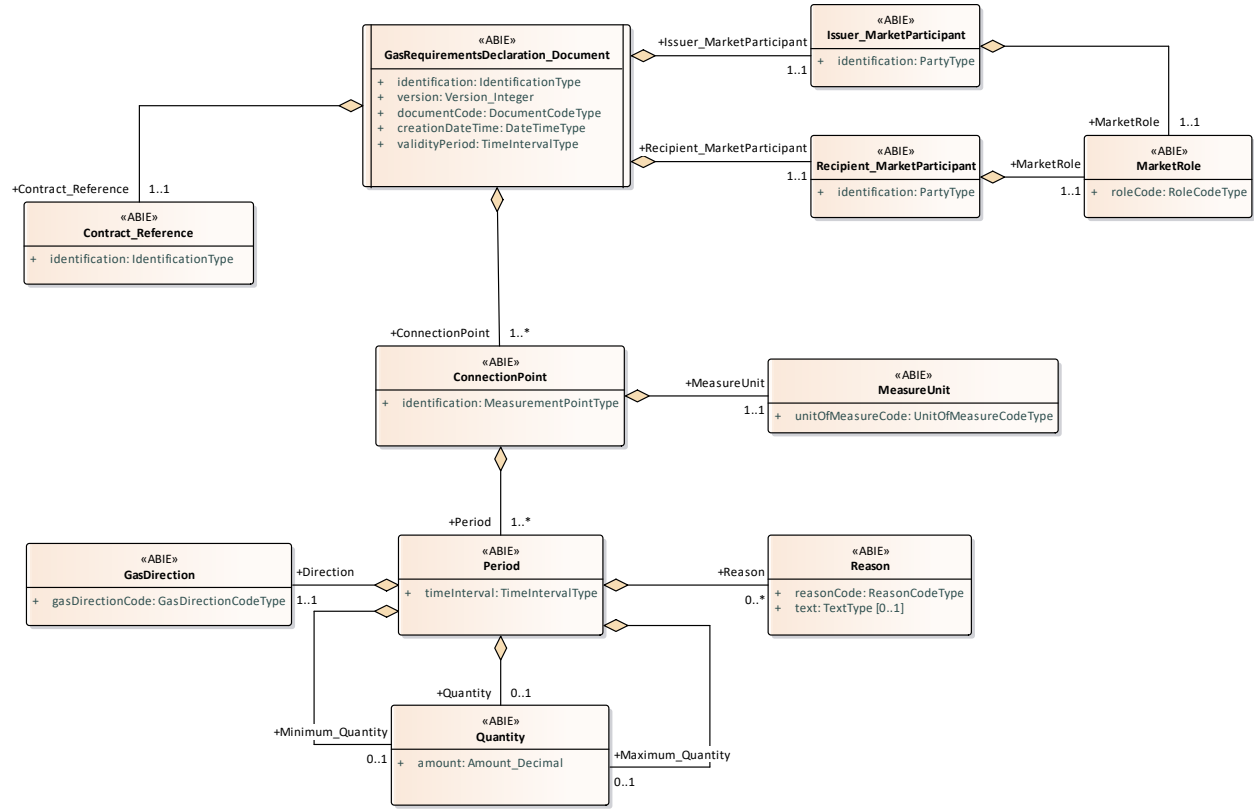 «ABIE»
GasRequirementsDeclaration_Document
+ identification: IdentificationType
+ version: Version_Integer
+ documentCode: DocumentCodeType
+ creationDateTime: DateTimeType
+ validityPeriod: TimeIntervalType
+Issuer_MarketParticipant
1..1
«ABIE»
Issuer_MarketParticipant
+ identification: PartyType
+Recipient_MarketParticipant
1..1
«ABIE»
Recipient_MarketParticipant
+ identification: PartyType
+MarketRole 1..1
+MarketRole
1..1
«ABIE»
MarketRole
+ roleCode: RoleCodeType
+Contract_Reference 1..1
«ABIE»
Contract_Reference
+ identification: IdentificationType
+ConnectionPoint 1..*
«ABIE»
ConnectionPoint
+ identification: MeasurementPointType
+MeasureUnit
1..1
«ABIE»
MeasureUnit
+ unitOfMeasureCode: UnitOfMeasureCodeType
+Period 1..*
«ABIE»
GasDirection
+ gasDirectionCode: GasDirectionCodeType
+Direction
1..1
«ABIE»
Period
+ timeInterval: TimeIntervalType
+Reason
0..*
«ABIE»
Reason
+ reasonCode: ReasonCodeType
+ text: TextType [0..1]
+Quantity 0..1
+Minimum_Quantity
0..1
«ABIE»
Quantity
+ amount: Amount_Decimal
+Maximum_Quantity
0..1